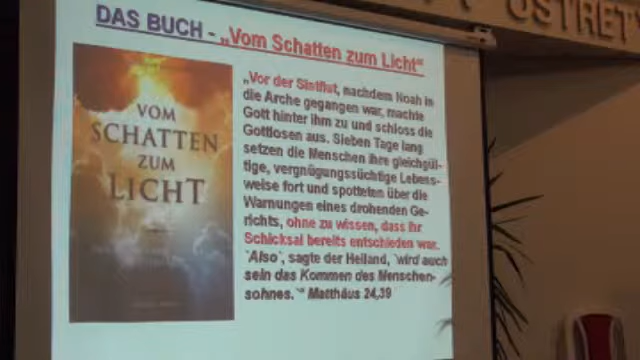 OSTRET
DAS BUCH - „Vom Schatten zum Licht“
VOM
SCHATTEN
ZUM
LICHT
„Vor der Sintflut, nachdem Noah in
die Arche gegangen war, machte
Gott hinter ihm zu und schloss die
Gottlosen aus. Sieben Tage lang
setzen die Menschen ihre gleichgül-
tige, vergnügungssüchtige Lebens-
weise fort und spotteten über die
Warnungen eines drohenden Ge-
richts, ohne zu wissen, dass ihr
Schicksal bereits entschieden war.
`Also´, sagte der Heiland, `wird auch
sein das Kommen des Menschen-
sohnes.´“ Matthäus 24,39